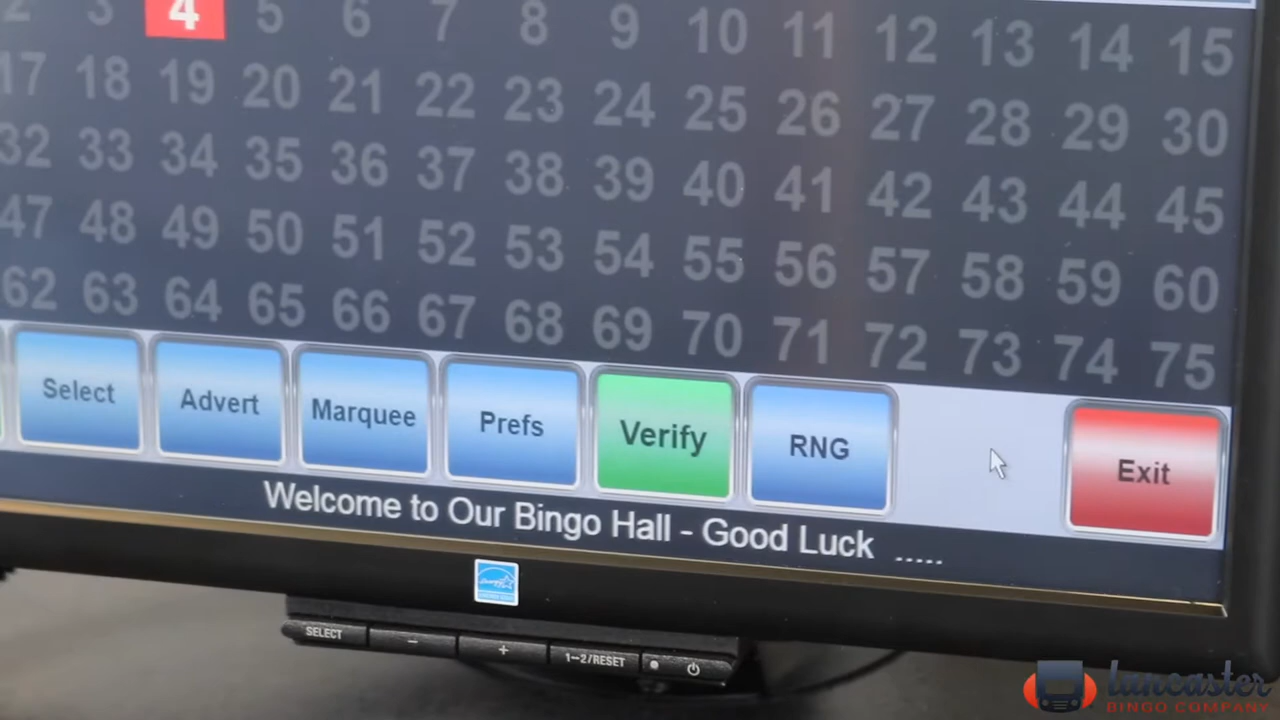 2 3 4 5 6 7 8 9 10 11 12 13 14 15
17 18 19 20 21 22 23 24 25 26 27 28 29 30
32 33 34 35 36 37 38 39 40 41 42 43 44 45
47 48 49 50 51 52 53 54 55 56 57 58 59 60
62 63 64 65 66 67 68 69 70 71 72 73 74 75
Select Advert Marquee Prefs Verify RNG Exit
Welcome to Our Bingo Hall - Good Luck .....
SELECT - + 1-2/RESET
lancaster
BINGO COMPANY